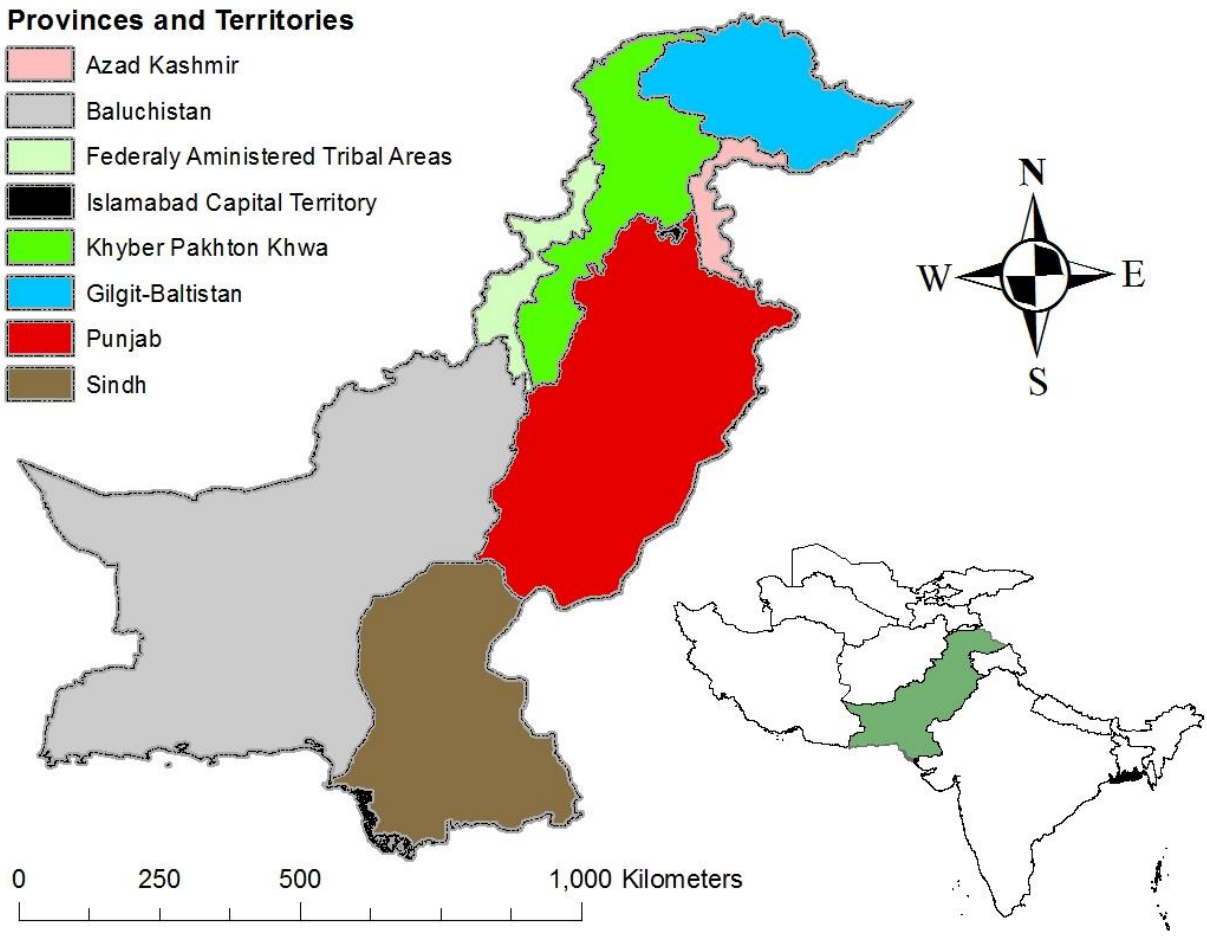 Provinces and Territories
Azad Kashmir
Baluchistan
Federaly Aministered Tribal Areas
Islamabad Capital Territory
Khyber Pakhton Khwa
Gilgit-Baltistan
Punjab
Sindh
N
W E
S
0 250 500 1,000 Kilometers